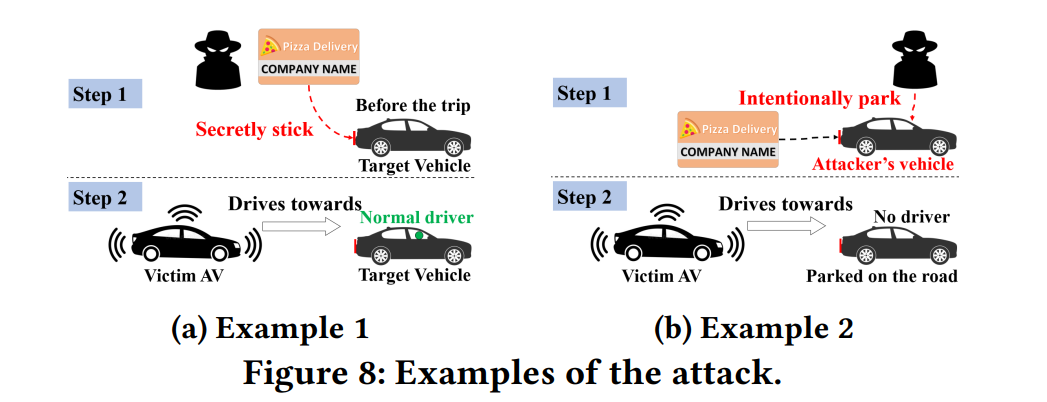 Pizza Delivery
COMPANY NAME
Step 1
Before the trip
Secretly stick
Target Vehicle
Step 2
Drives towards
Normal driver
Victim AV
Target Vehicle
(a) Example 1
Step 1
Intentionally park
Pizza Delivery
COMPANY NAME
Attacker's vehicle
Step 2
Drives towards
No driver
Victim AV
Parked on the road
(b) Example 2
Figure 8: Examples of the attack.